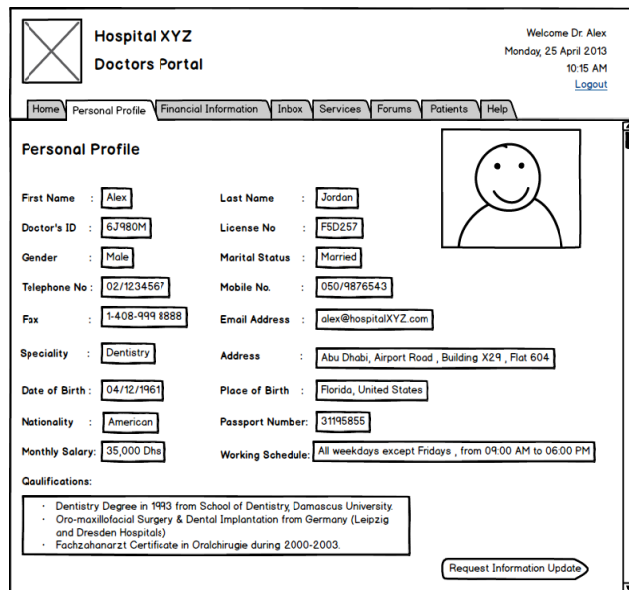 Hospital XYZ
Doctors Portal
Welcome Dr. Alex
Monday, 25 April 2013
10:15 AM
Logout
Home Personal Profile Financial Information Inbox Services Forums Patients Help
Personal Profile
First Name : Alex Last Name : Jordan
Doctor's ID : 6J980M License No : F5D257
Gender : Male Marital Status : Married
Telephone No : 02/1234567 Mobile No. : 050/9876543
Fax : 1-408-999 8888 Email Address : alex@hospitalXYZ.com
Speciality : Dentistry Address : Abu Dhabi, Airport Road , Building X29 , Flat 604
Date of Birth : 04/12/1961 Place of Birth : Florida, United States
Nationality : American Passport Number: 31195855
Monthly Salary: 35,000 Dhs Working Schedule: All weekdays except Fridays , from 09:00 AM to 06:00 PM
Qaulifications:
· Dentistry Degree in 1993 from School of Dentistry, Damascus University.
· Oro-maxillofacial Surgery & Dental Implantation from Germany (Leipzig
and Dresden Hospitals)
· Fachzahanarzt Certificate in Oralchirugie during 2000-2003.
Request Information Update